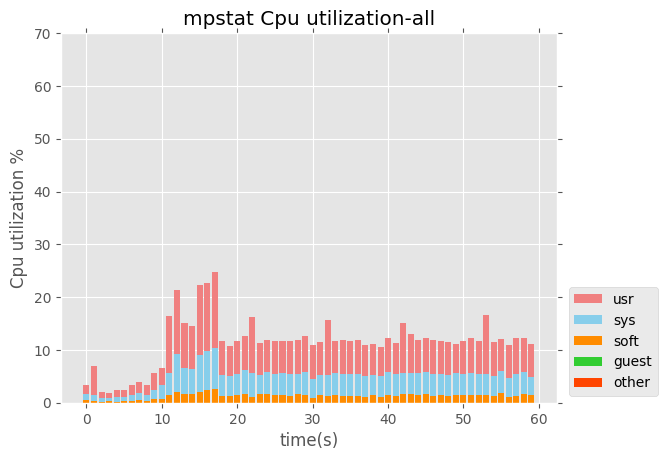 mpstat Cpu utilization-all
70
60
50
40
30
20
10
0
Cpu utilization %
0 10 20 30 40 50 60
time(s)
usr
sys
soft
guest
other